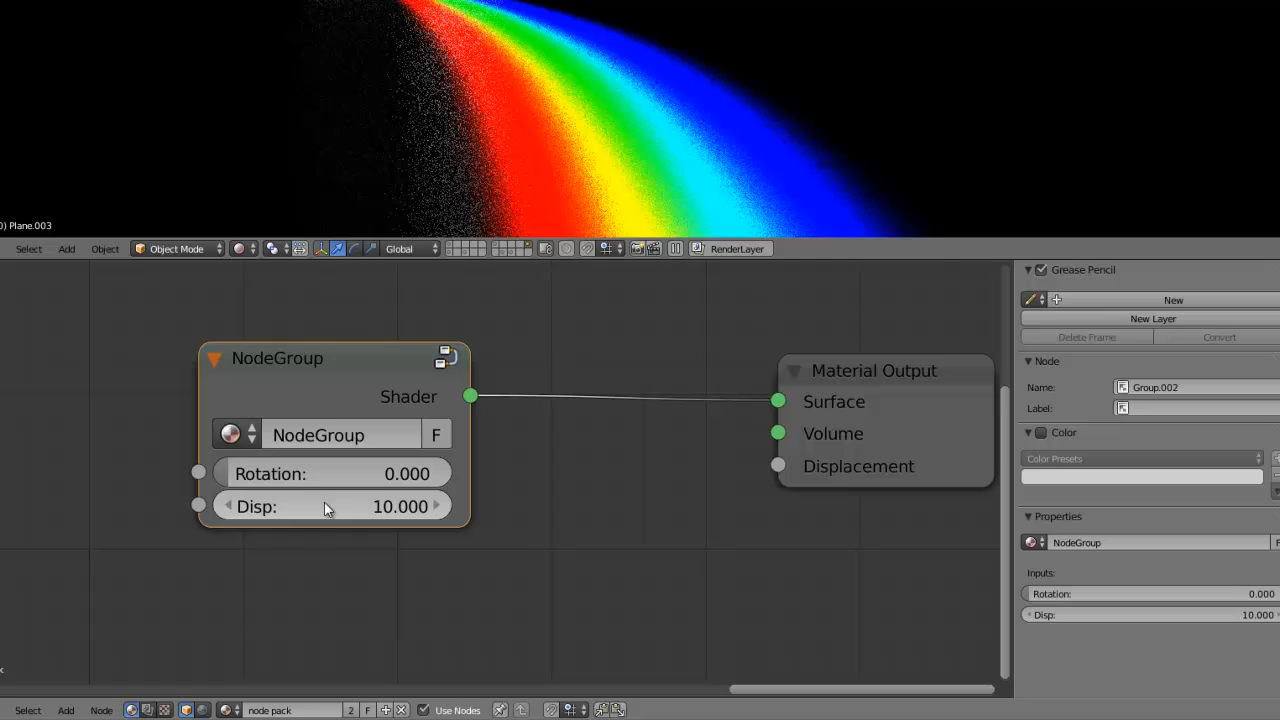 ) Plane.003
Select Add Object Object Mode Global RenderLayer
NodeGroup
Shader
NodeGroup F
Rotation: 0.000
Disp: 10.000
Material Output
Surface
Volume
Displacement
Grease Pencil
New
New Layer
Delete Frame Convert
Node
Name: Group.002
Label:
Color
Color Presets
Properties
NodeGroup F
Inputs:
Rotation: 0.000
Disp: 10.000
Select Add Node node pack 2 F Use Nodes